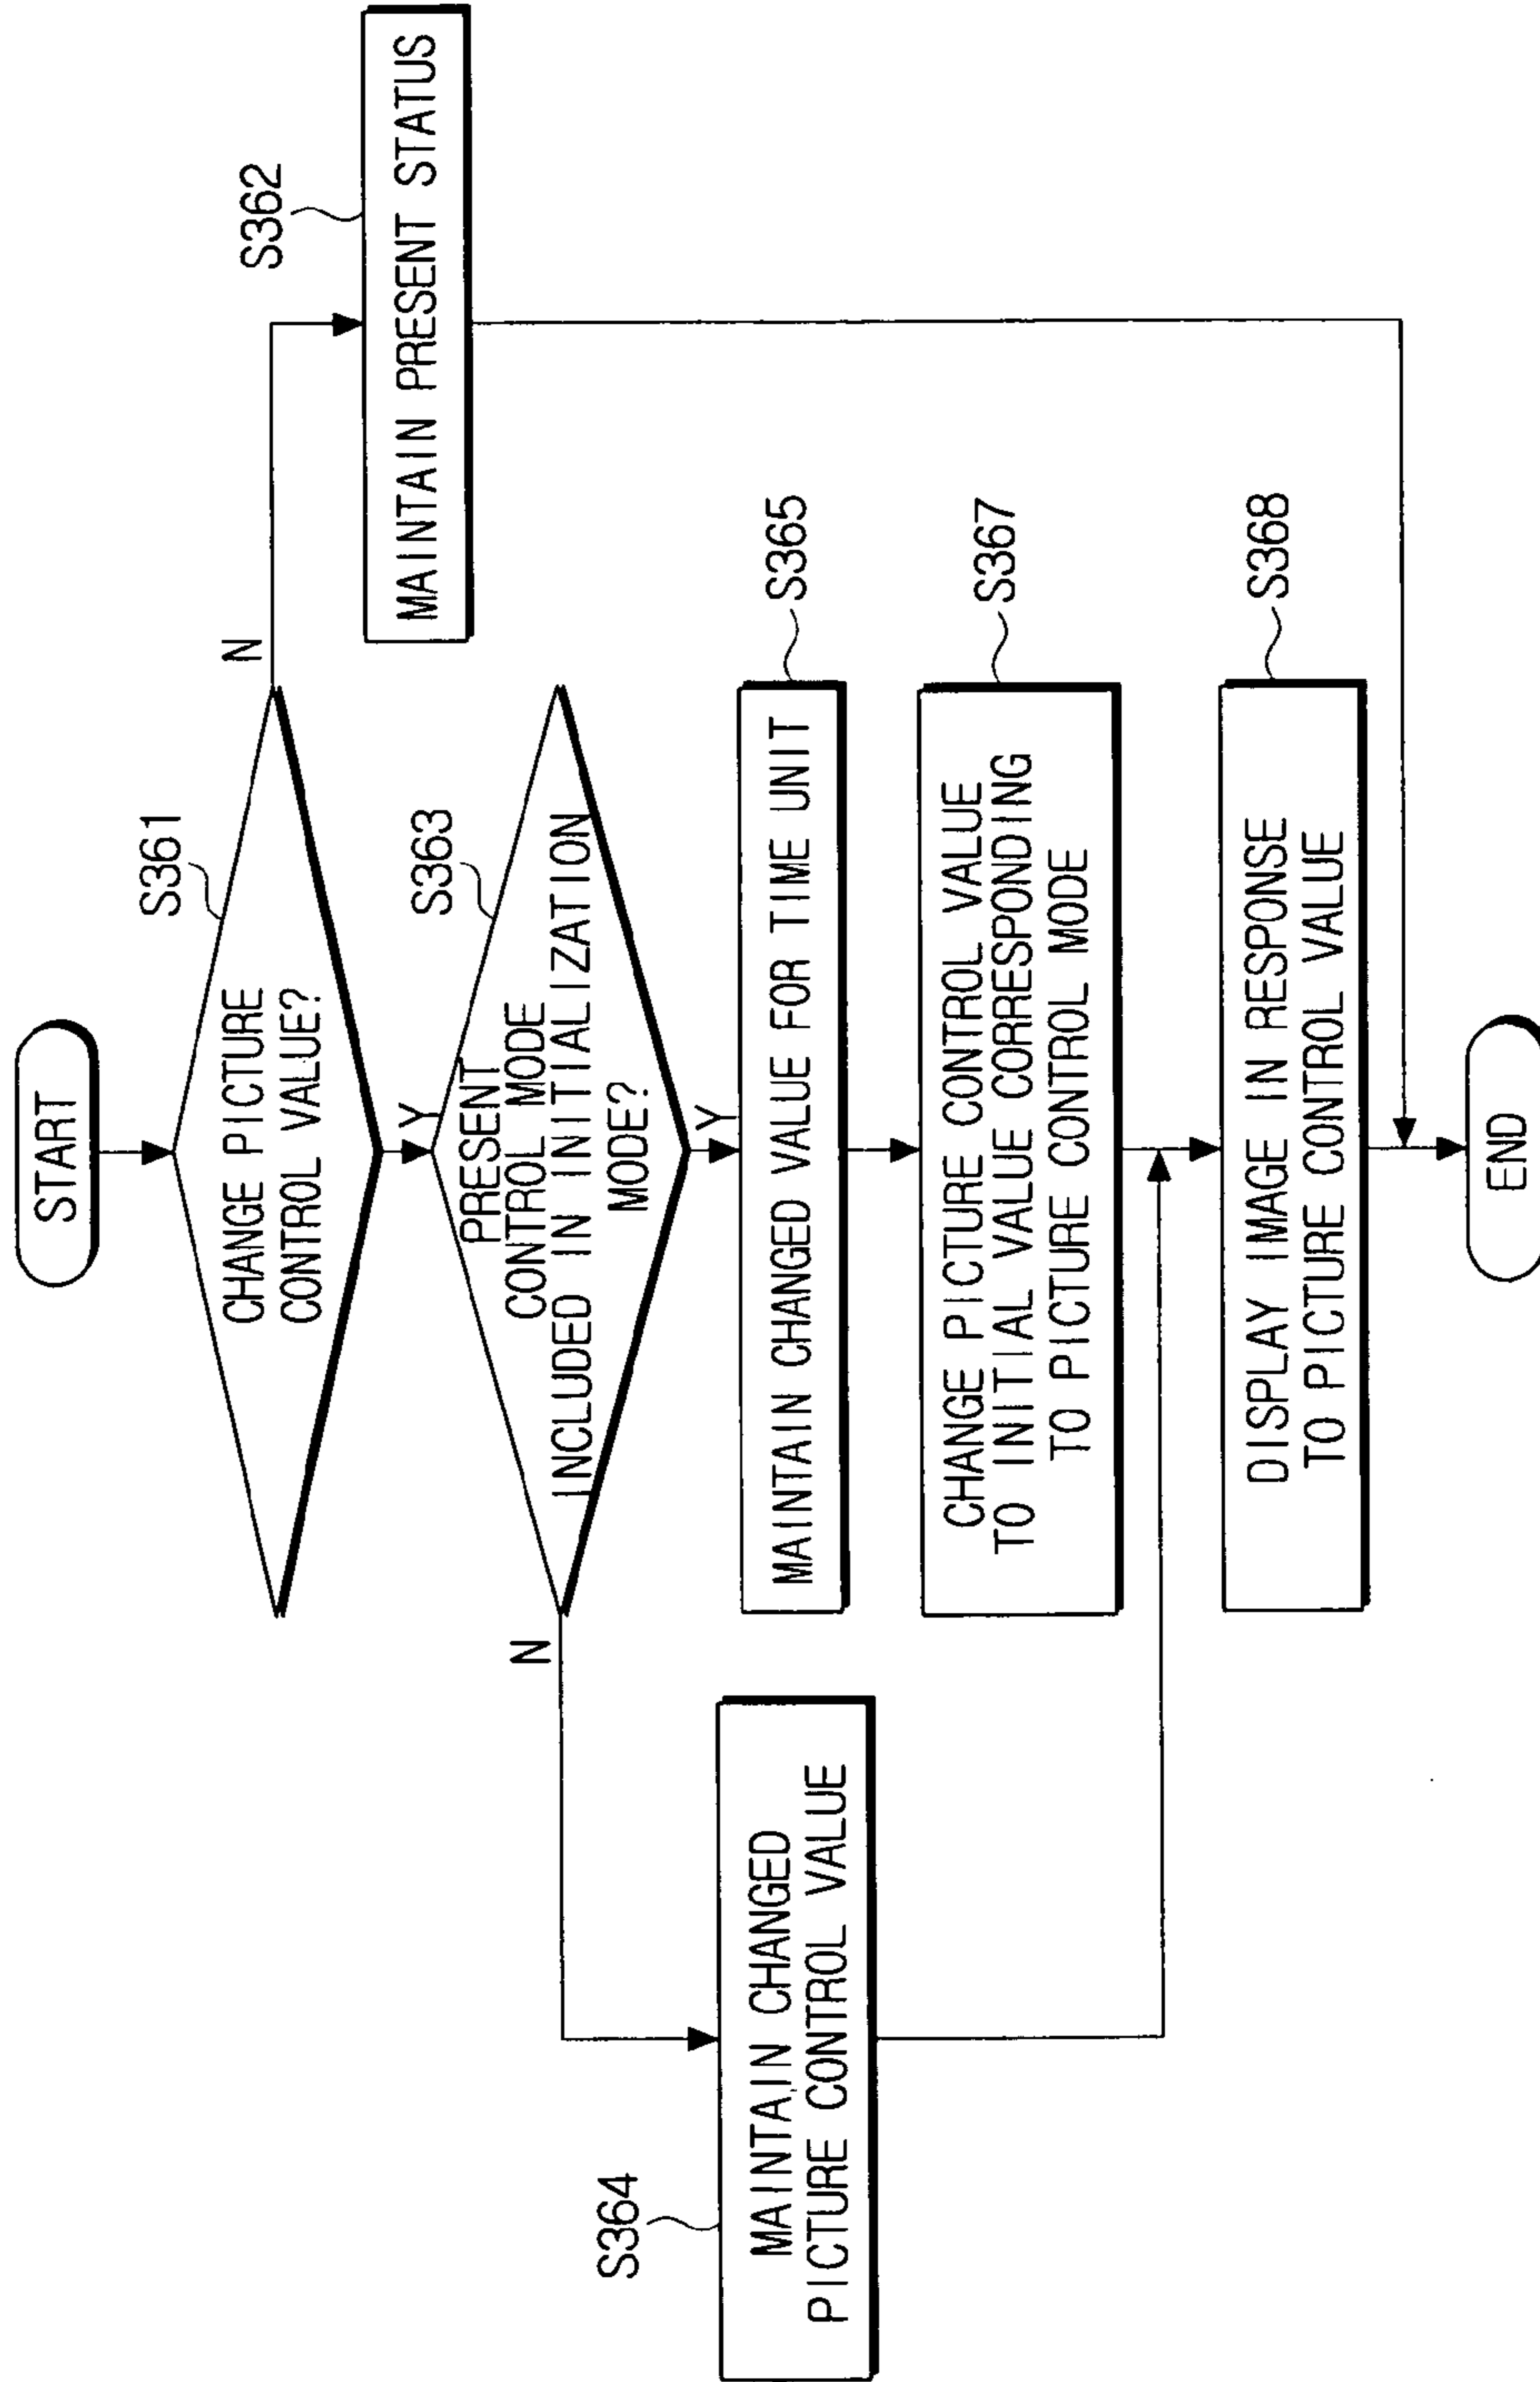 START
S361
CHANGE PICTURE
CONTROL VALUE?
N
S362
MAINTAIN PRESENT STATUS
Y
S363
PRESENT
CONTROL MODE
INCLUDED IN INITIALIZATION
MODE?
N
Y
S364
MAINTAIN CHANGED
PICTURE CONTROL VALUE
S365
MAINTAIN CHANGED VALUE FOR TIME UNIT
S367
CHANGE PICTURE CONTROL VALUE
TO INITIAL VALUE CORRESPONDING
TO PICTURE CONTROL MODE
S368
DISPLAY IMAGE IN RESPONSE
TO PICTURE CONTROL VALUE
END